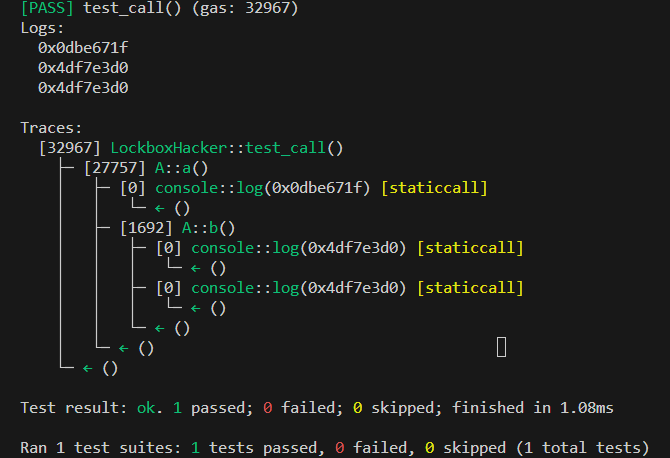 [PASS] test_call() (gas: 32967)
Logs:
  0x0dbe671f
  0x4df7e3d0
  0x4df7e3d0

Traces:
  [32967] LockboxHacker::test_call()
    ├─ [27757] A::a()
    │   ├─ [0] console::log(0x0dbe671f) [staticcall]
    │   │   └─ ← ()
    │   ├─ [1692] A::b()
    │   │   ├─ [0] console::log(0x4df7e3d0) [staticcall]
    │   │   │   └─ ← ()
    │   │   ├─ [0] console::log(0x4df7e3d0) [staticcall]
    │   │   │   └─ ← ()
    │   │   └─ ← ()
    │   └─ ← ()
    └─ ← ()

Test result: ok. 1 passed; 0 failed; 0 skipped; finished in 1.08ms

Ran 1 test suites: 1 tests passed, 0 failed, 0 skipped (1 total tests)